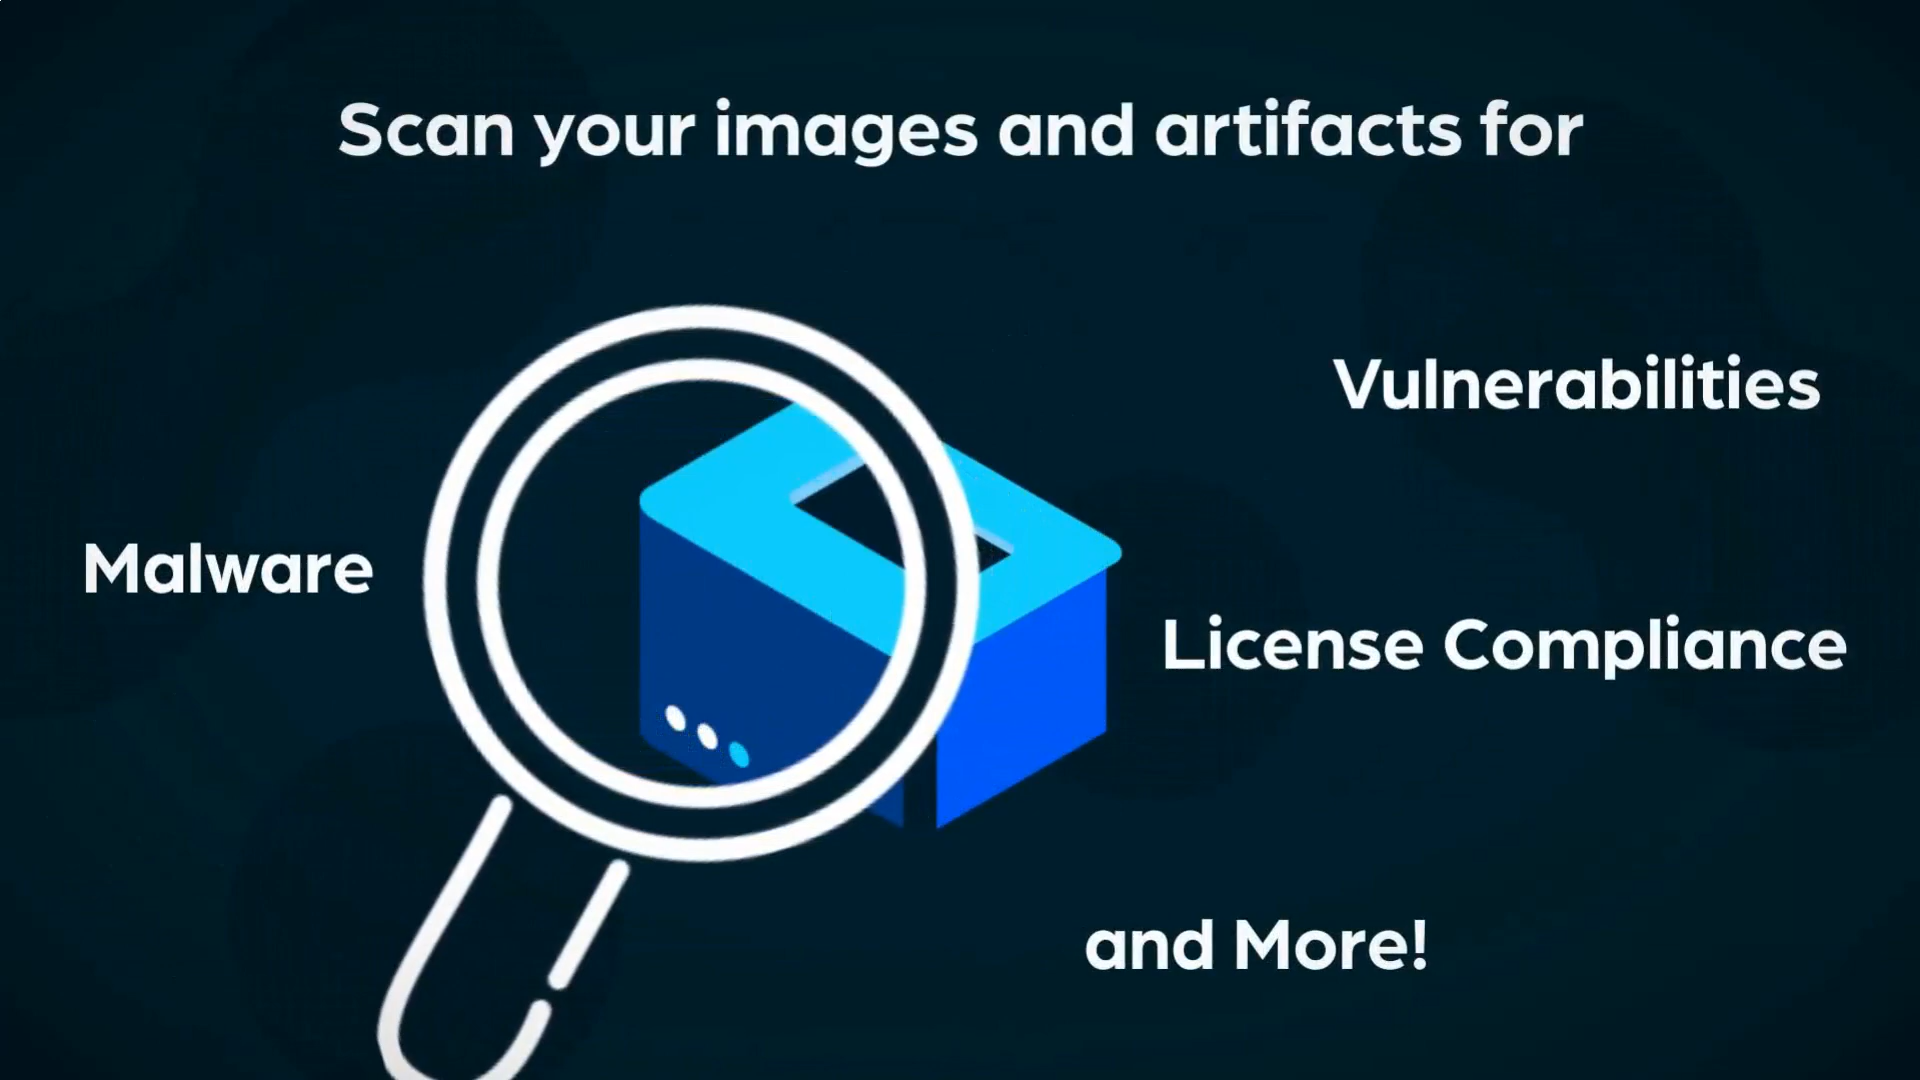 Scan your images and artifacts for
Vulnerabilities
Malware
License Compliance
and More!